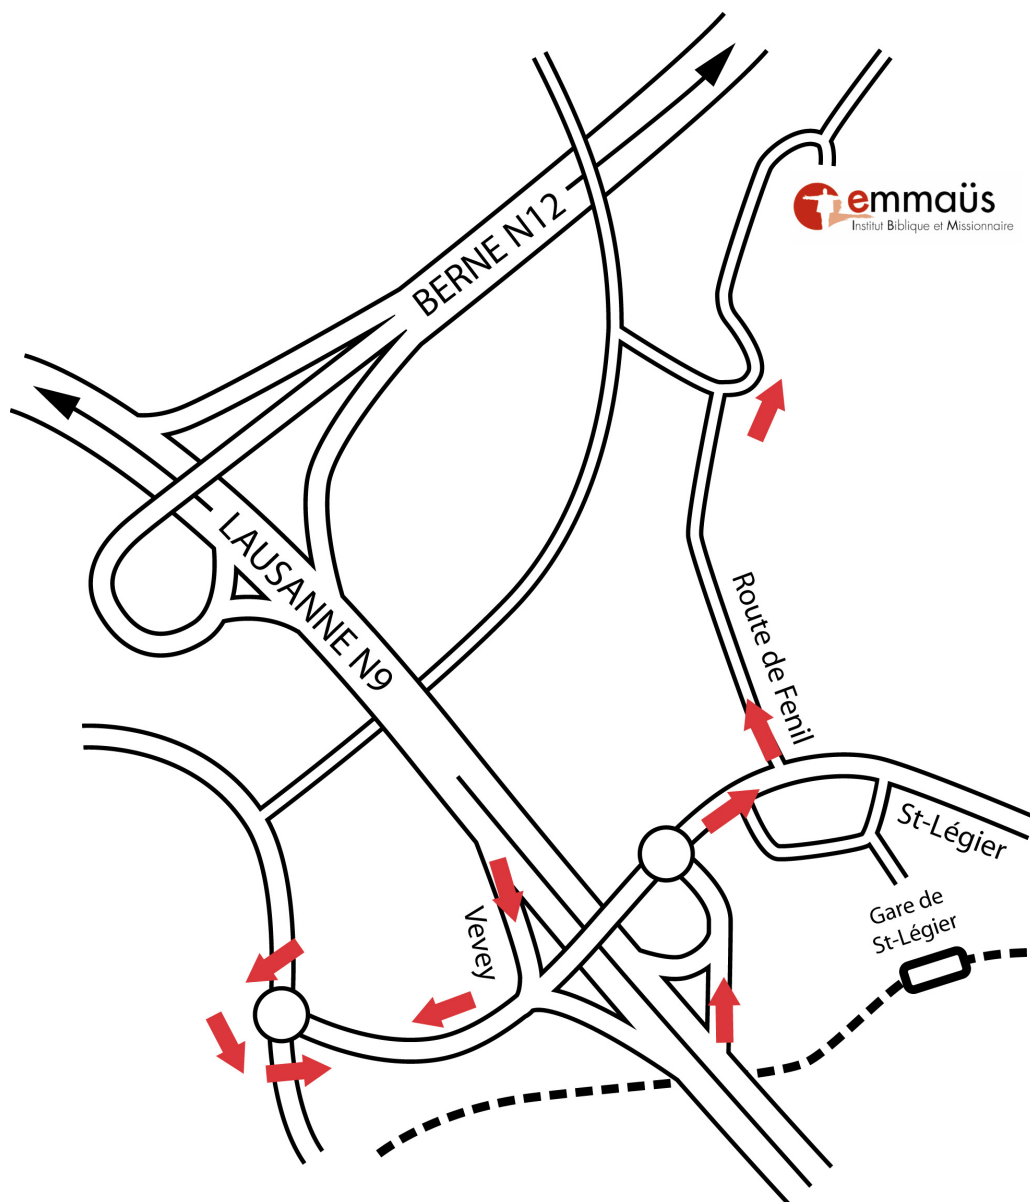 BERNE N12
emmaüs
Institut Biblique et Missionnaire
LAUSANNE N9
Route de Fenil
St-Légier
Vevey
Gare de
St-Légier